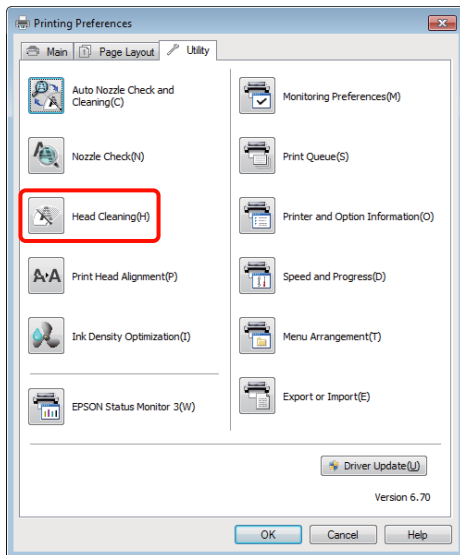 Printing Preferences
Main
Page Layout
Utility
Auto Nozzle Check and
Cleaning(C)
Monitoring Preferences(M)
Nozzle Check(N)
Print Queue(S)
Head Cleaning(H)
Printer and Option Information(O)
A A
Print Head Alignment(P)
Speed and Progress(D)
Ink Density Optimization(I)
Menu Arrangement(T)
EPSON Status Monitor 3(W)
Export or Import(E)
Driver Update(U)
Version 6.70
OK
Cancel
Help